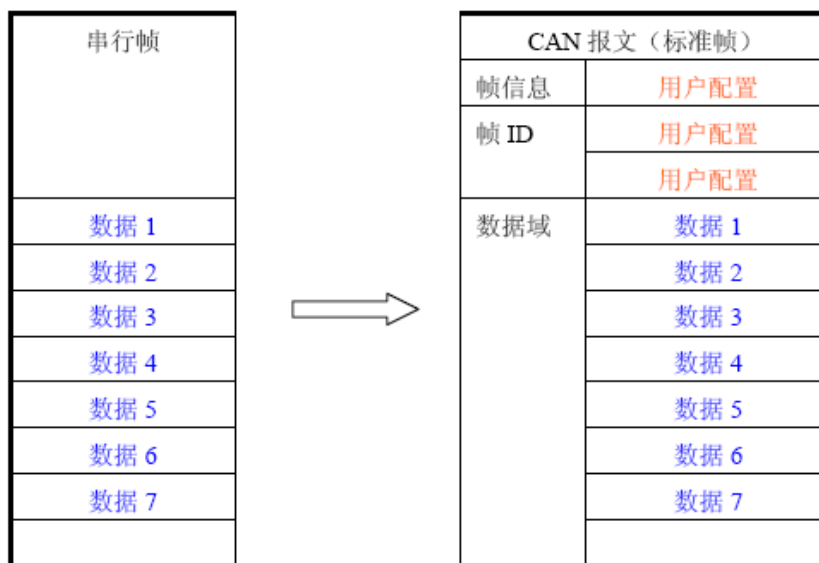 串行帧
数据 1
数据 2
数据 3
数据 4
数据 5
数据 6
数据 7
CAN 报文（标准帧）
帧信息 用户配置
帧 ID 用户配置
用户配置
数据域 数据 1
数据 2
数据 3
数据 4
数据 5
数据 6
数据 7